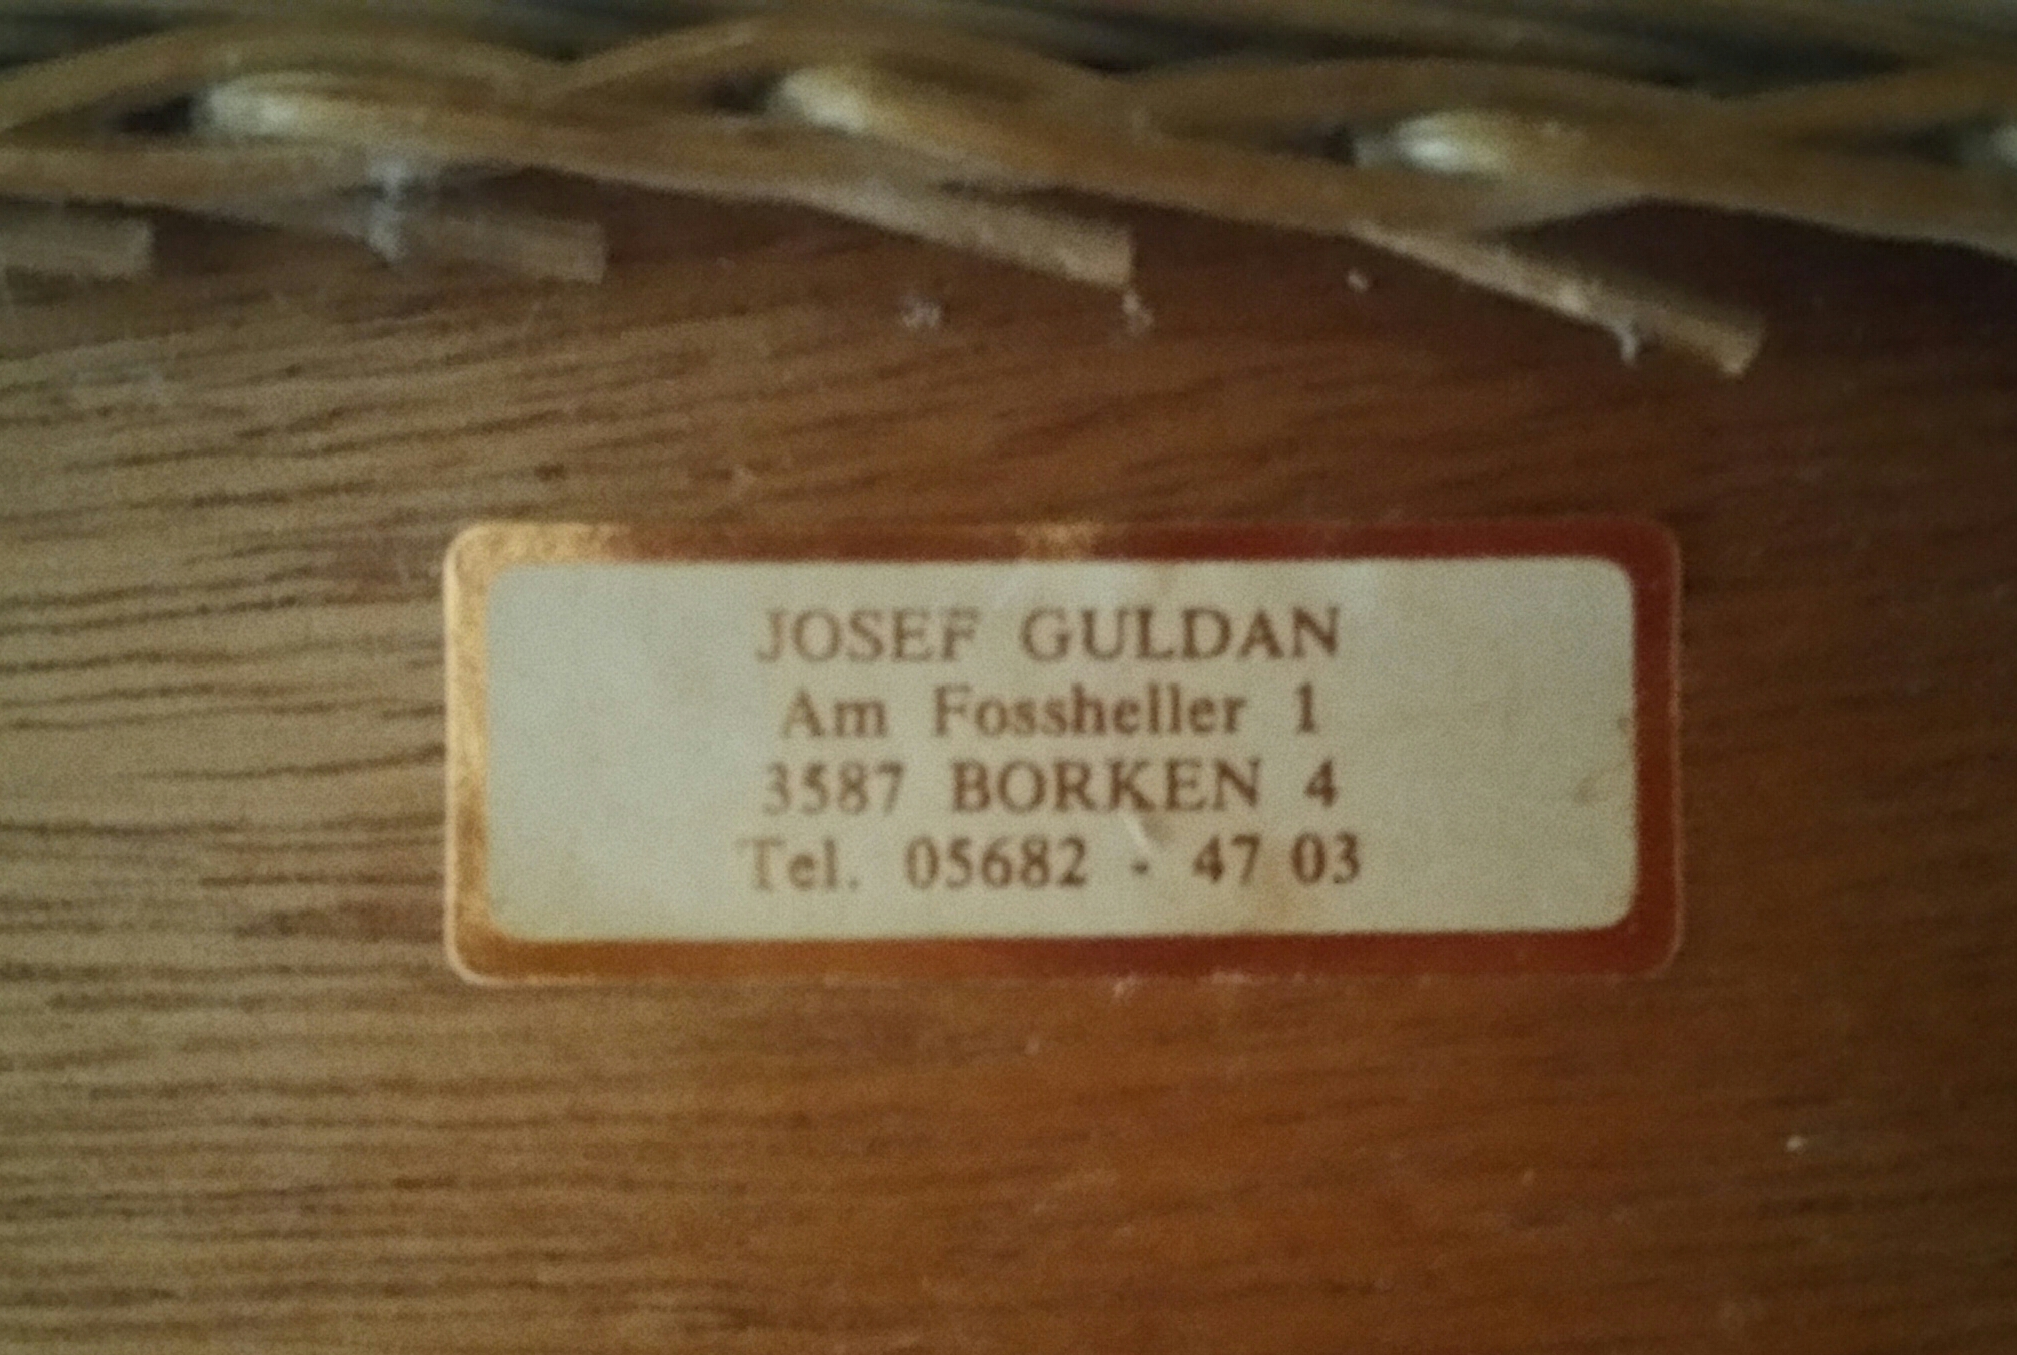 JOSEF GULDAN
Am Fossheller 1
3587 BORKEN 4
Tel. 05682 - 47 03